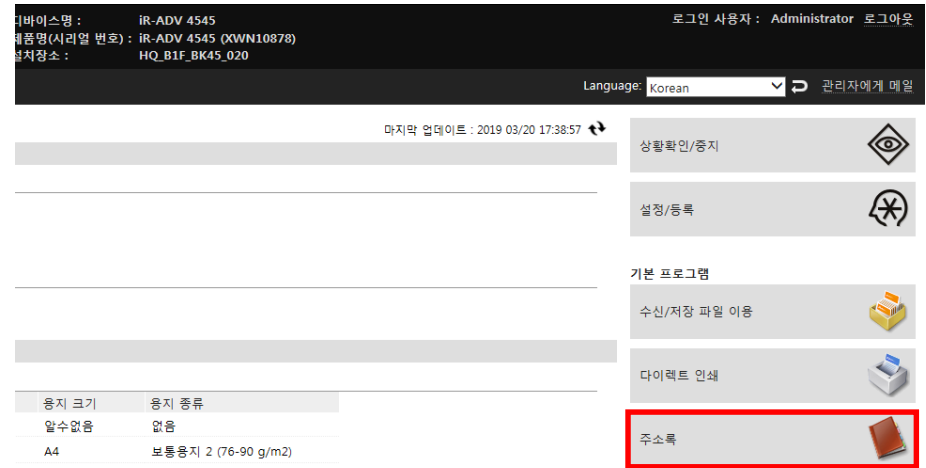 디바이스명 : iR-ADV 4545 로그인 사용자 : Administrator 로그아웃
제품명(시리얼 번호) : iR-ADV 4545 (XWN10878)
설치장소 : HQ_B1F_BK45_020
Language: Korean 관리자에게 메일
마지막 업데이트 : 2019 03/20 17:38:57
상황확인/중지
설정/등록
기본 프로그램
수신/저장 파일 이용
다이렉트 인쇄
용지 크기 용지 종류
알수없음 없음
주소록
A4 보통용지 2 (76-90 g/m2)